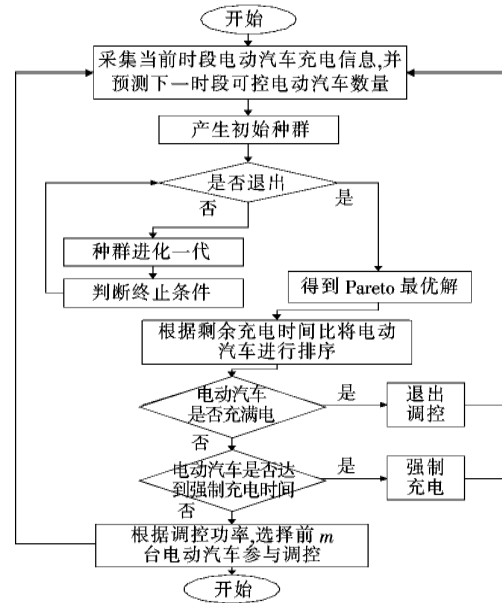 开始
采集当前时段电动汽车充电信息,并
预测下一时段可控电动汽车数量
产生初始种群
是否退出
否
是
种群进化一代
判断终止条件
得到 Pareto 最优解
根据剩余充电时间比将电动
汽车进行排序
电动汽车
是否充满电
是
退出
调控
否
电动汽车是否达
到强制充电时间
是
强制
充电
否
根据调控功率,选择前 m
台电动汽车参与调控
开始